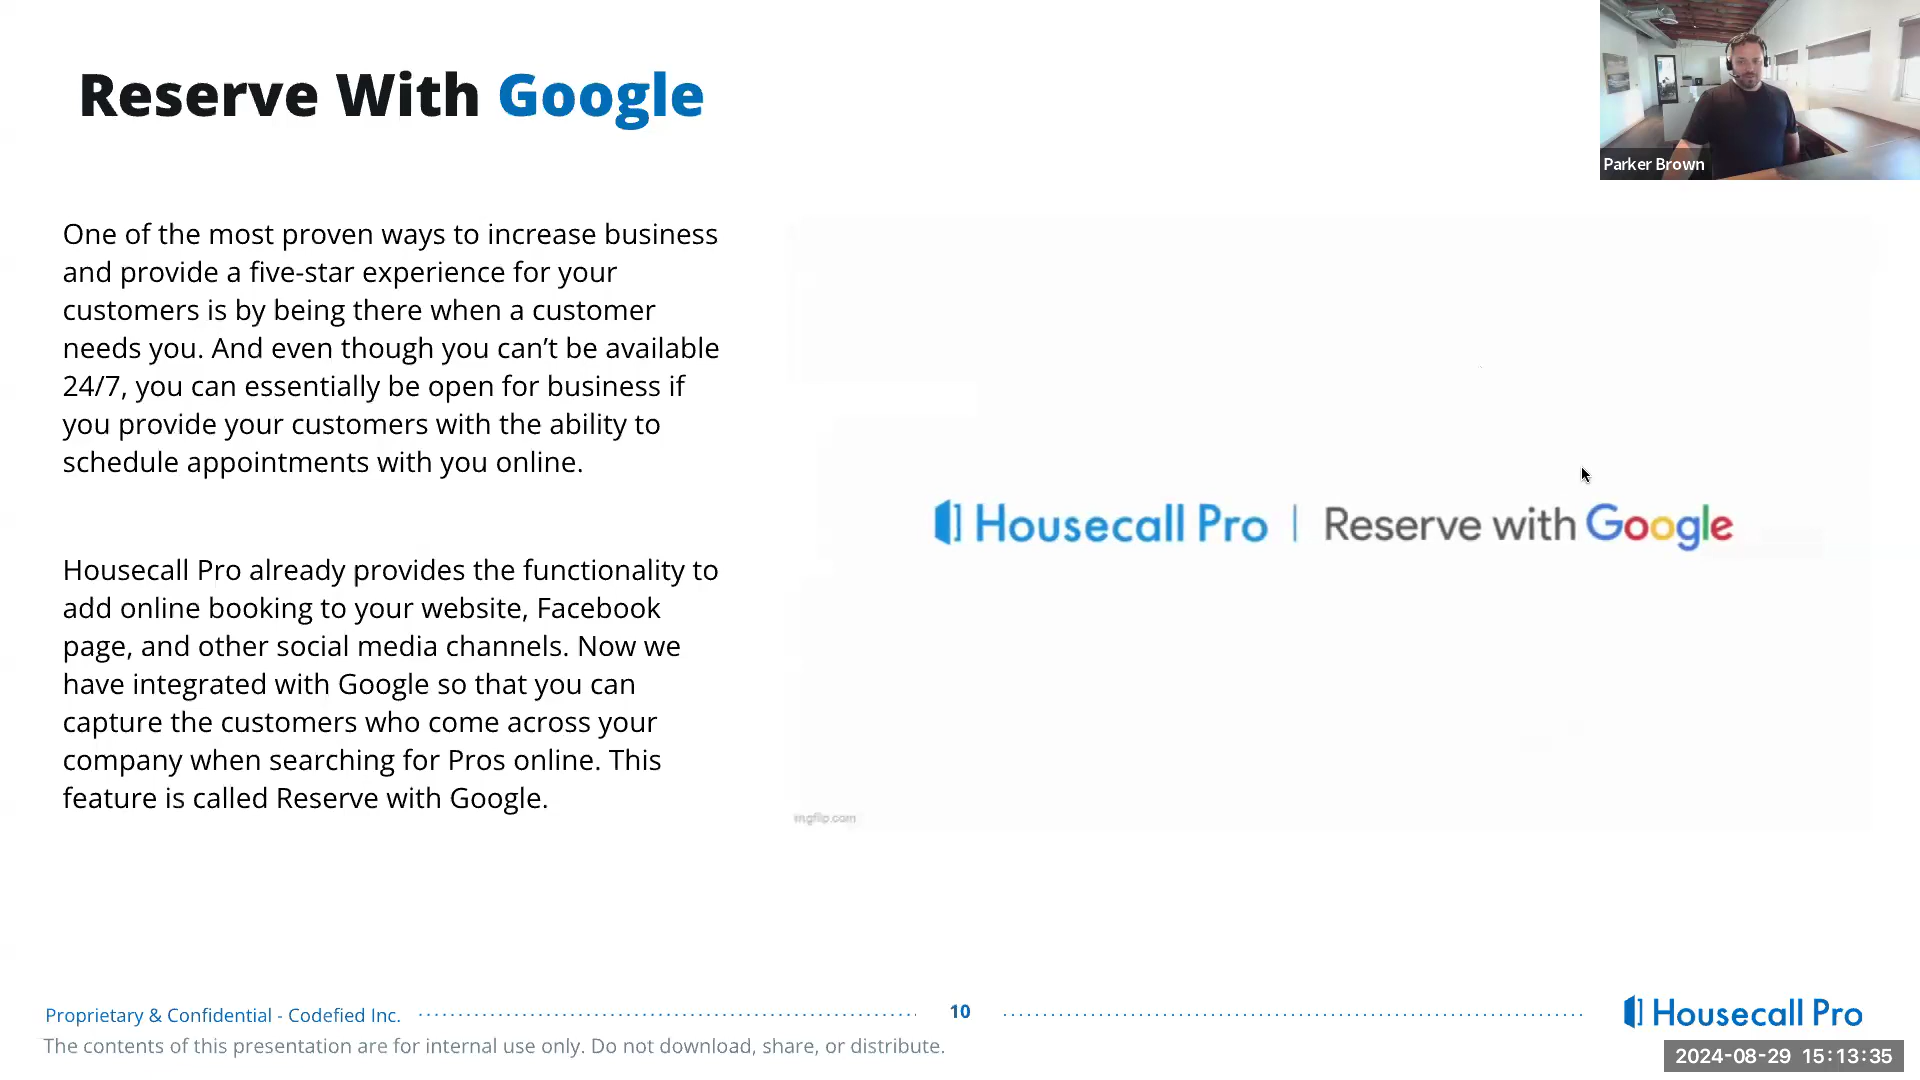 Reserve With Google
Parker Brown
One of the most proven ways to increase business
and provide a five-star experience for your
customers is by being there when a customer
needs you. And even though you can’t be available
24/7, you can essentially be open for business if
you provide your customers with the ability to
schedule appointments with you online.
Housecall Pro already provides the functionality to
add online booking to your website, Facebook
page, and other social media channels. Now we
have integrated with Google so that you can
capture the customers who come across your
company when searching for Pros online. This
feature is called Reserve with Google.
Housecall Pro | Reserve with Google
imgflip.com
Proprietary & Confidential - Codefied Inc.
10
Housecall Pro
The contents of this presentation are for internal use only. Do not download, share, or distribute.
2024-08-29 15:13:35